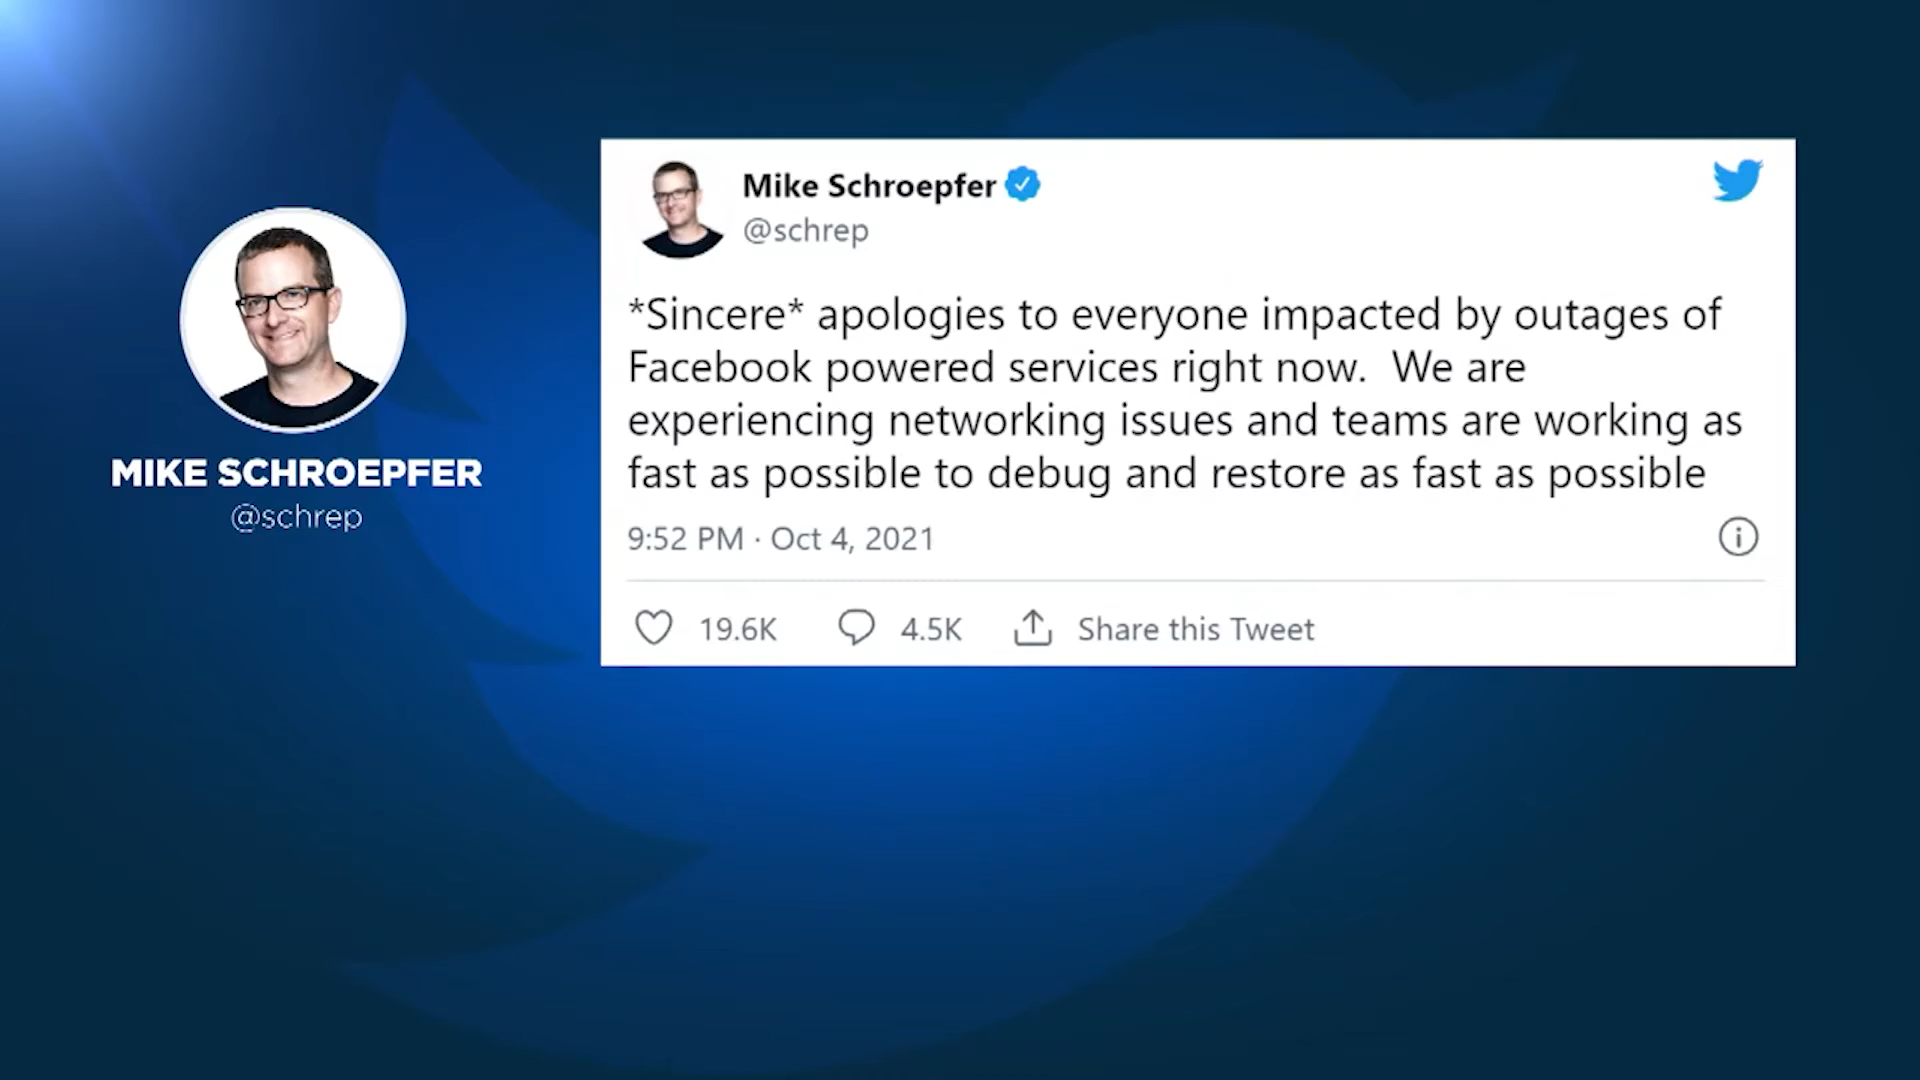 MIKE SCHROEPFER
@schrep
Mike Schroepfer
@schrep
*Sincere* apologies to everyone impacted by outages of
Facebook powered services right now.  We are
experiencing networking issues and teams are working as
fast as possible to debug and restore as fast as possible
9:52 PM · Oct 4, 2021
19.6K 4.5K Share this Tweet